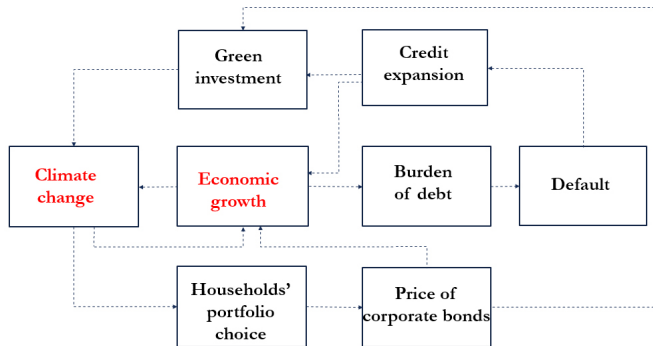 Green
investment
Credit
expansion
Climate
change
Economic
growth
Burden
of debt
Default
Households'
portfolio
choice
Price of
corporate bonds